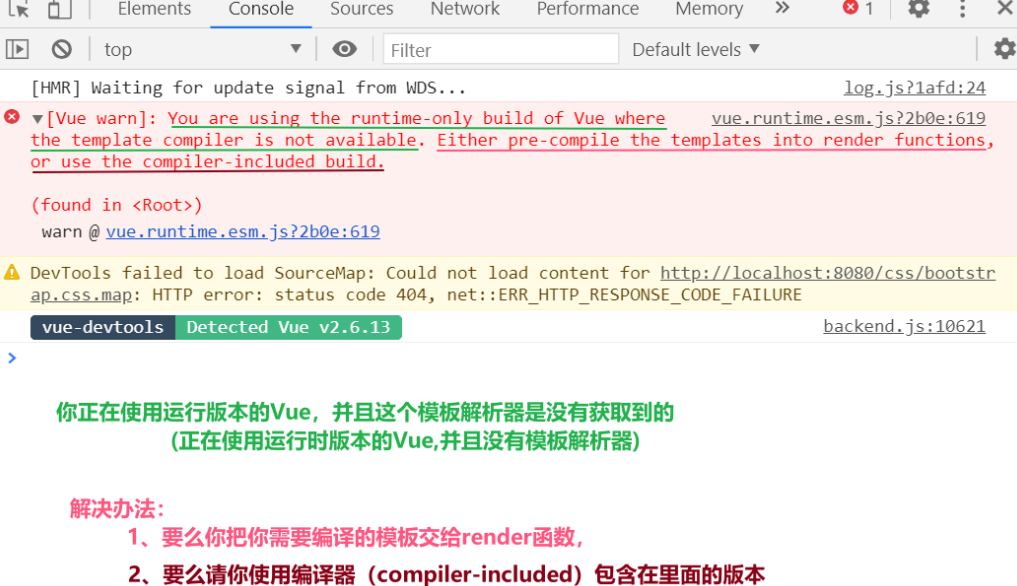 Elements Console Sources Network Performance Memory » 1
top Filter Default levels
[HMR] Waiting for update signal from WDS... log.js?1afd:24
[Vue warn]: You are using the runtime-only build of Vue where vue.runtime.esm.js?2b0e:619
the template compiler is not available. Either pre-compile the templates into render functions,
or use the compiler-included build.
(found in <Root>)
warn @ vue.runtime.esm.js?2b0e:619
DevTools failed to load SourceMap: Could not load content for http://localhost:8080/css/bootstr
ap.css.map: HTTP error: status code 404, net::ERR_HTTP_RESPONSE_CODE_FAILURE
vue-devtools Detected Vue v2.6.13 backend.js:10621
你正在使用运行版本的Vue，并且这个模板解析器是没有获取到的
(正在使用运行时版本的Vue,并且没有模板解析器)
解决办法：
1、要么你把你需要编译的模板交给render函数，
2、要么请你使用编译器（compiler-included）包含在里面的版本